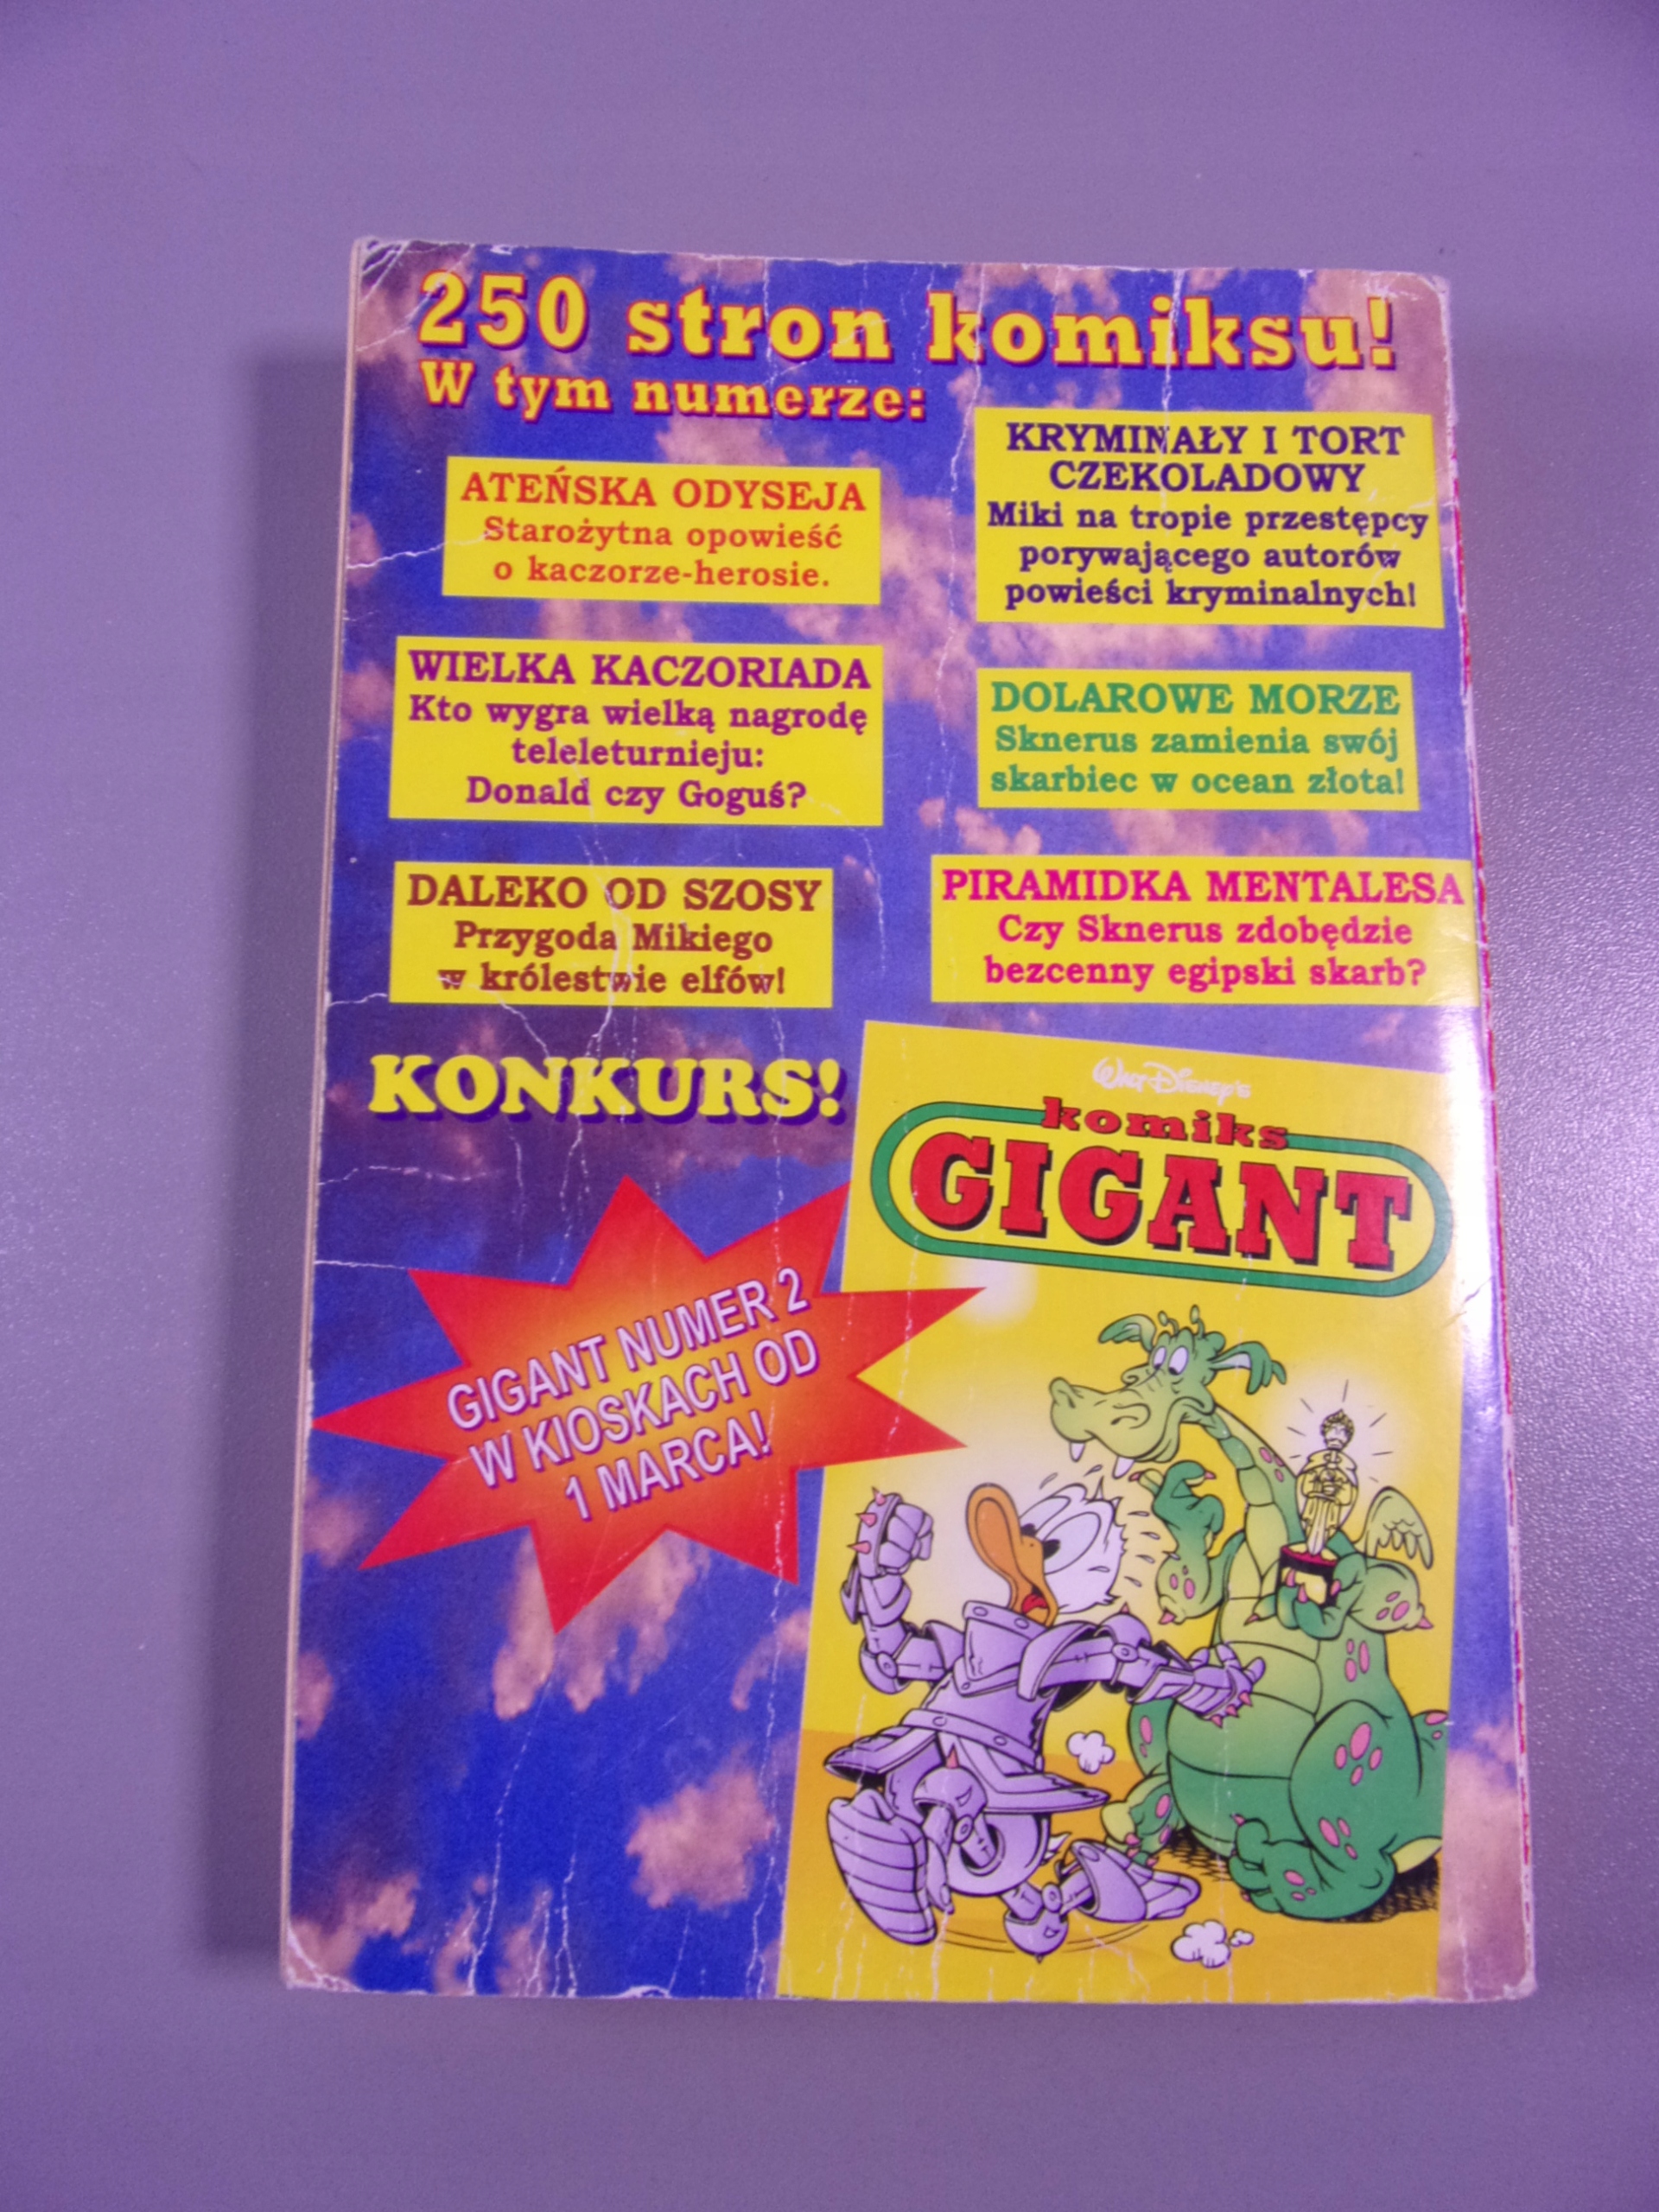 250 stron komiksu!
W tym numerze:
ATEŃSKA ODYSEJA
Starożytna opowieść
o kaczorze-herosie.
WIELKA KACZORIADA
Kto wygra wielką nagrodę
teleleturnieju:
Donald czy Goguś?
DALEKO OD SZOSY
Przygoda Mikiego
w królestwie elfów!
KRYMINAŁY I TORT
CZEKOLADOWY
Miki na tropie przestępcy
porywającego autorów
powieści kryminalnych!
DOLAROWE MORZE
Sknerus zamienia swój
skarbiec w ocean złota!
PIRAMIDKA MENTALESA
Czy Sknerus zdobędzie
bezcenny egipski skarb?
KONKURS!
GIGANT NUMER 2
W KIOSKACH OD
1 MARCA!
WALT DISNEY'S
komiks
GIGANT